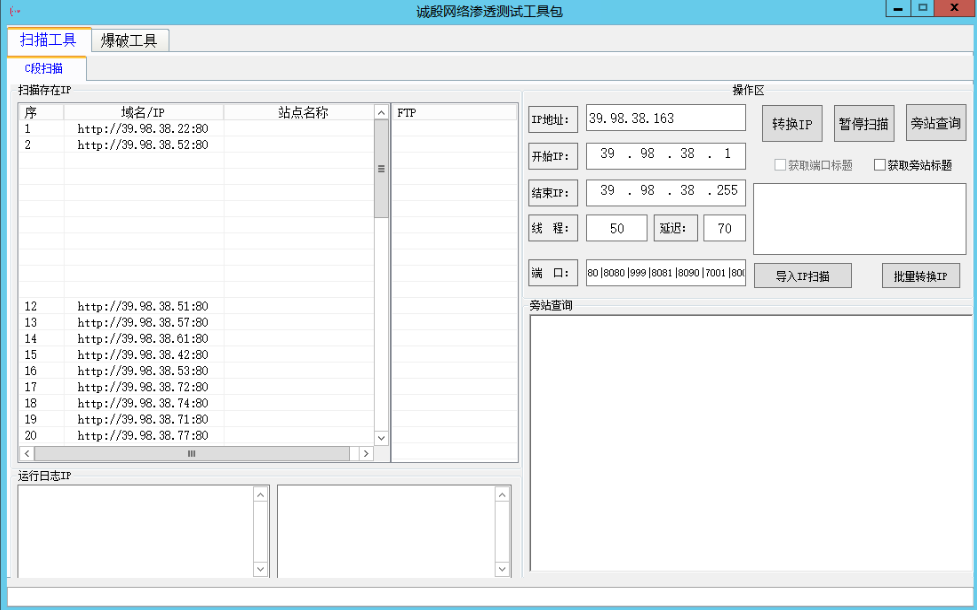 诚殷网络渗透测试工具包
扫描工具 爆破工具
C段扫描
扫描存在IP
序 域名/IP 站点名称
1 http://39.98.38.22:80
2 http://39.98.38.52:80
12 http://39.98.38.51:80
13 http://39.98.38.57:80
14 http://39.98.38.61:80
15 http://39.98.38.42:80
16 http://39.98.38.53:80
17 http://39.98.38.72:80
18 http://39.98.38.74:80
19 http://39.98.38.71:80
20 http://39.98.38.77:80
FTP
运行日志IP
操作区
IP地址: 39.98.38.163 转换IP 暂停扫描 旁站查询
开始IP: 39 . 98 . 38 . 1 获取端口标题 获取旁站标题
结束IP: 39 . 98 . 38 . 255
线 程: 50 延迟: 70
端 口: 80|8080|999|8081|8090|7001|80 导入IP扫描 批量转换IP
旁站查询